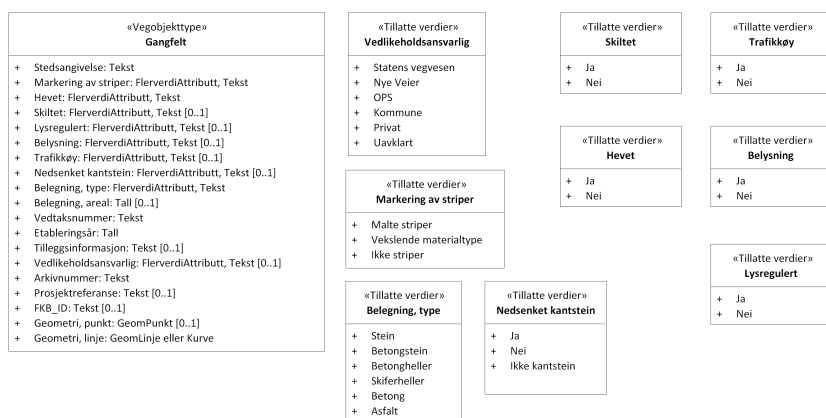 «Vegobjekttype»
Gangfelt
+ Stedsangivelse: Tekst
+ Markering av striper: FlerverdiAttributt, Tekst
+ Hevet: FlerverdiAttributt, Tekst
+ Skiltet: FlerverdiAttributt, Tekst [0..1]
+ Lysregulert: FlerverdiAttributt, Tekst [0..1]
+ Belysning: FlerverdiAttributt, Tekst [0..1]
+ Trafikkøy: FlerverdiAttributt, Tekst [0..1]
+ Nedsenket kantstein: FlerverdiAttributt, Tekst [0..1]
+ Belegning, type: FlerverdiAttributt, Tekst
+ Belegning, areal: Tall [0..1]
+ Vedtaksnummer: Tekst
+ Etableringsår: Tall
+ Tilleggsinformasjon: Tekst [0..1]
+ Vedlikeholdsansvarlig: FlerverdiAttributt, Tekst [0..1]
+ Arkivnummer: Tekst
+ Prosjektreferanse: Tekst [0..1]
+ FKB_ID: Tekst [0..1]
+ Geometri, punkt: GeomPunkt [0..1]
+ Geometri, linje: GeomLinje eller Kurve
«Tillatte verdier»
Vedlikeholdsansvarlig
+ Statens vegvesen
+ Nye Veier
+ OPS
+ Kommune
+ Privat
+ Uavklart
«Tillatte verdier»
Markering av striper
+ Malte striper
+ Vekslende materialtype
+ Ikke striper
«Tillatte verdier»
Belegning, type
+ Stein
+ Betongstein
+ Betongheller
+ Skiferheller
+ Betong
+ Asfalt
«Tillatte verdier»
Nedsenket kantstein
+ Ja
+ Nei
+ Ikke kantstein
«Tillatte verdier»
Skiltet
+ Ja
+ Nei
«Tillatte verdier»
Hevet
+ Ja
+ Nei
«Tillatte verdier»
Trafikkøy
+ Ja
+ Nei
«Tillatte verdier»
Belysning
+ Ja
+ Nei
«Tillatte verdier»
Lysregulert
+ Ja
+ Nei